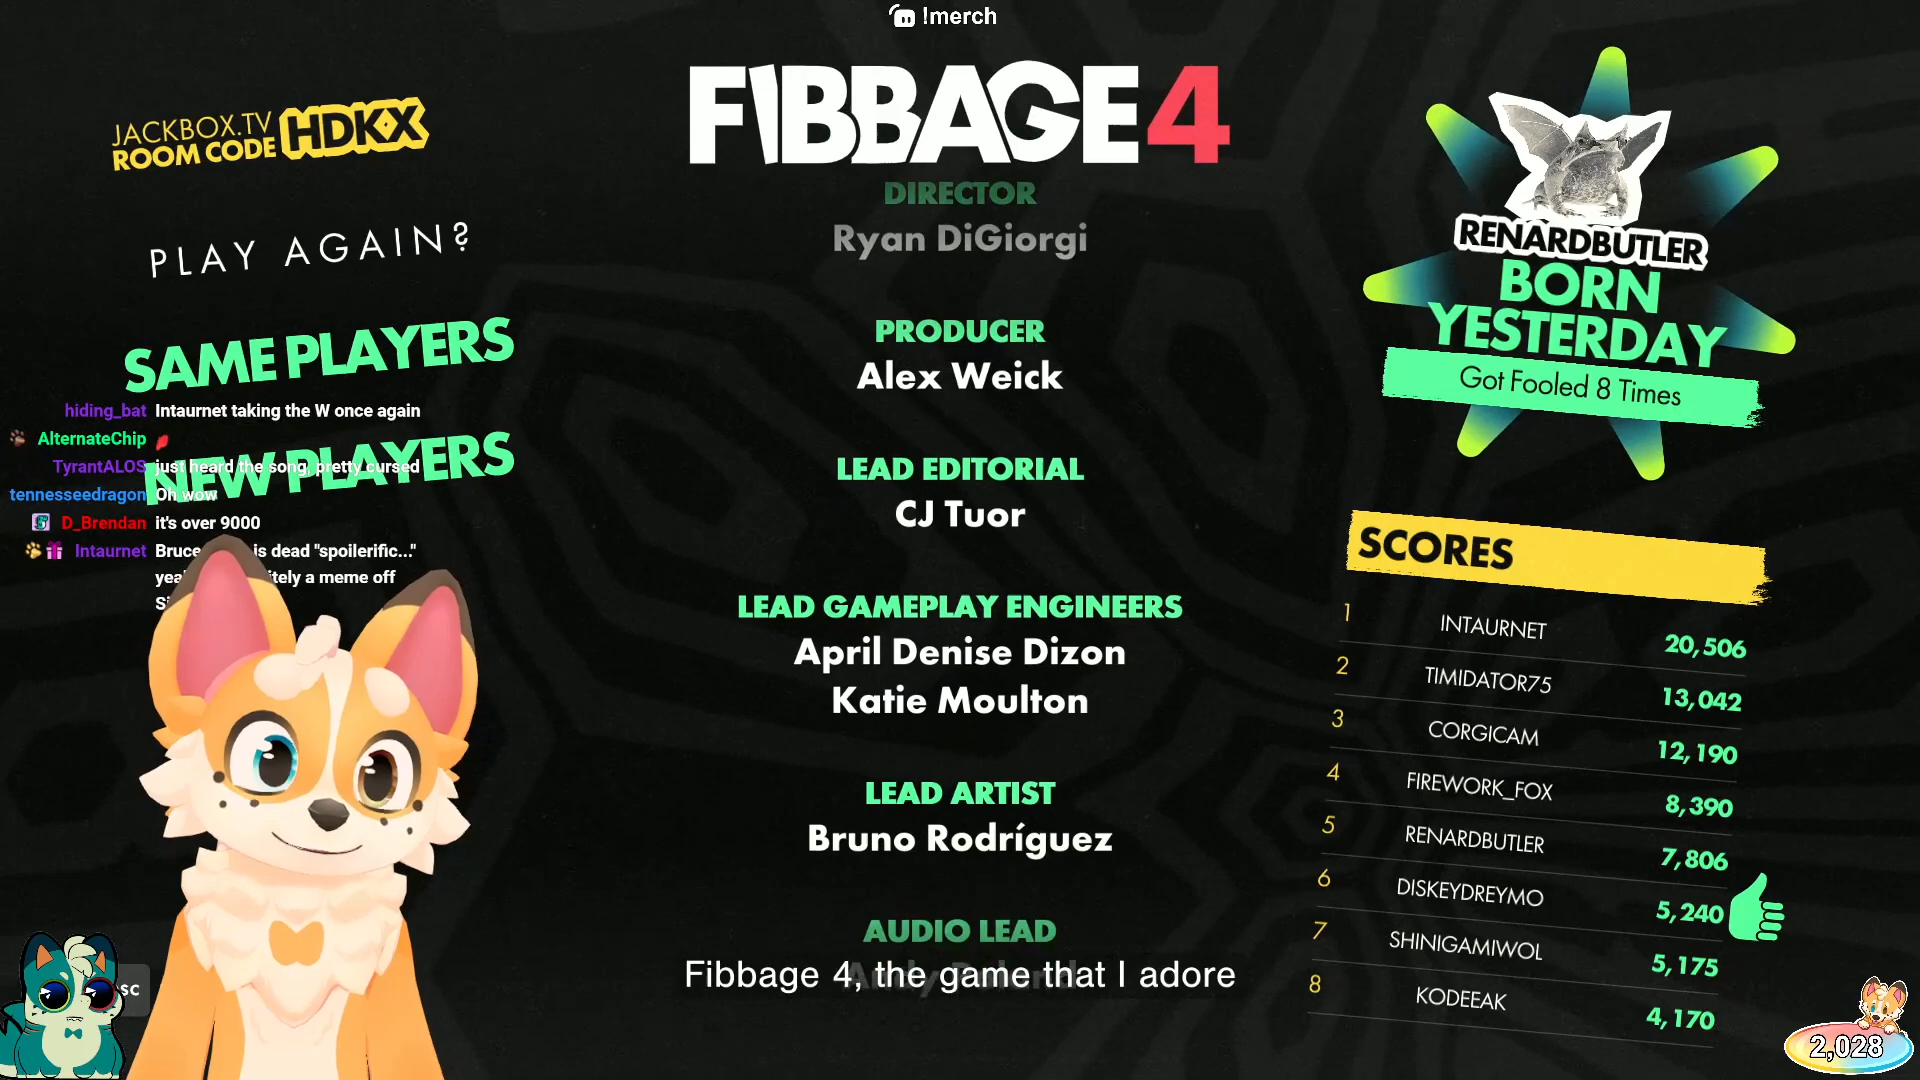 !merch
JACKBOX.TV
ROOM CODE HDKX
PLAY AGAIN?
SAME PLAYERS
NEW PLAYERS
hiding_bat Intaurnet taking the W once again
AlternateChip
TyrantALOS just heard the song, pretty cursed
tennesseedragon Oh wow
D_Brendan it's over 9000
Intaurnet Bruce is dead "spoilerific..."
a meme off
sc
FIBBAGE 4
DIRECTOR
Ryan DiGiorgi
PRODUCER
Alex Weick
LEAD EDITORIAL
CJ Tuor
LEAD GAMEPLAY ENGINEERS
April Denise Dizon
Katie Moulton
LEAD ARTIST
Bruno Rodríguez
AUDIO LEAD
Fibbage 4, the game that I adore
RENARDBUTLER
BORN
YESTERDAY
Got Fooled 8 Times
SCORES
1 INTAURNET 20,506
2 TIMIDATOR75 13,042
3 CORGICAM 12,190
4 FIREWORK_FOX 8,390
5 RENARDBUTLER 7,806
6 DISKEYDREYMO 5,240
7 SHINIGAMIWOL 5,175
8 KODEEAK 4,170
2,028